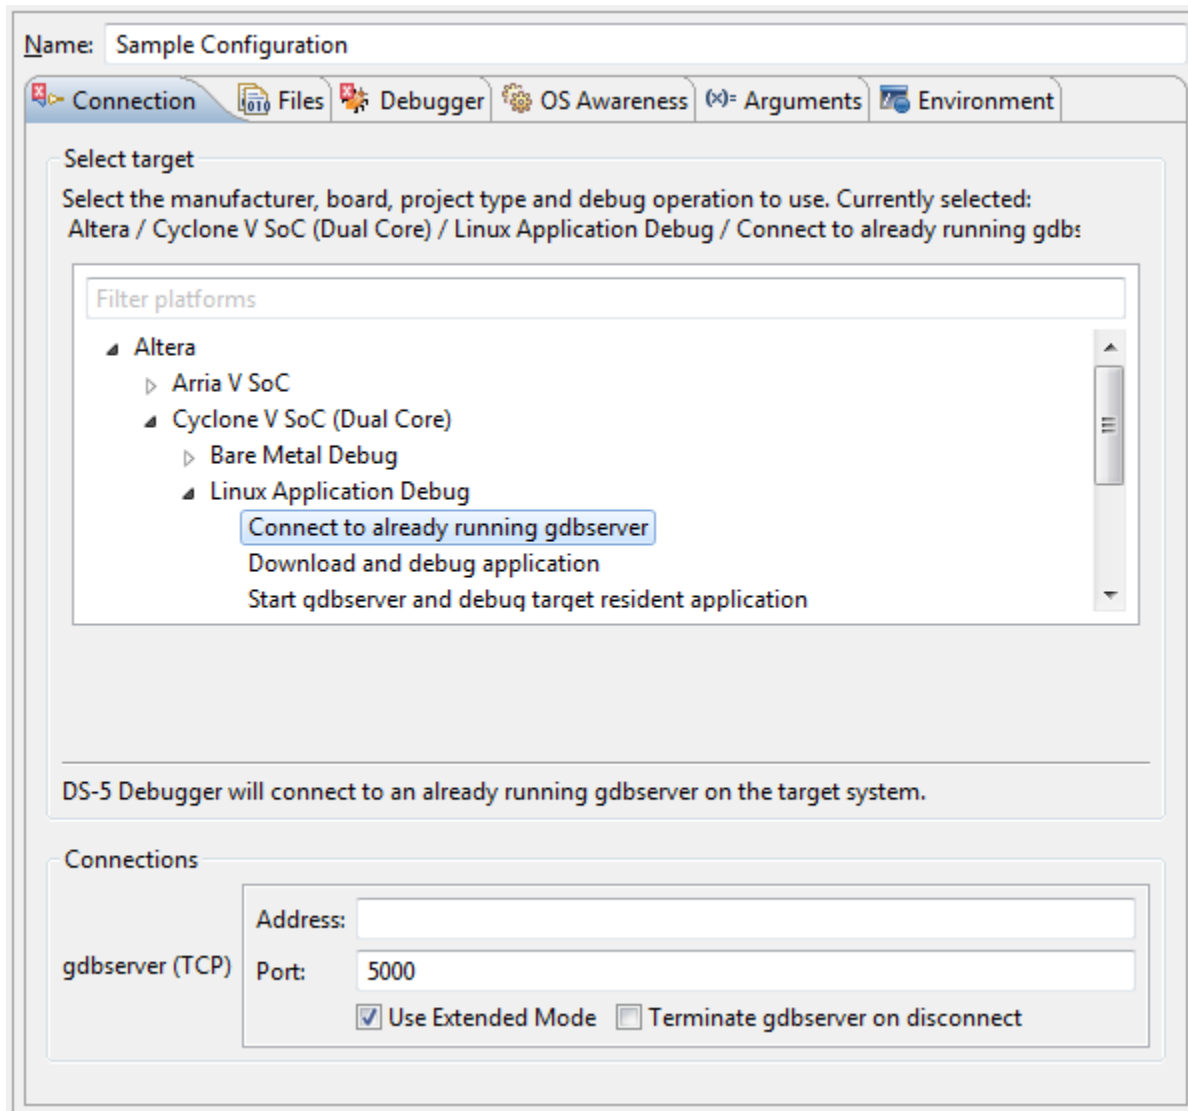 Name: Sample Configuration
Connection Files Debugger OS Awareness (x)= Arguments Environment
Select target
Select the manufacturer, board, project type and debug operation to use. Currently selected:
Altera / Cyclone V SoC (Dual Core) / Linux Application Debug / Connect to already running gdbs
Filter platforms
Altera
Arria V SoC
Cyclone V SoC (Dual Core)
Bare Metal Debug
Linux Application Debug
Connect to already running gdbserver
Download and debug application
Start gdbserver and debug target resident application
DS-5 Debugger will connect to an already running gdbserver on the target system.
Connections
Address:
gdbserver (TCP) Port: 5000
Use Extended Mode Terminate gdbserver on disconnect